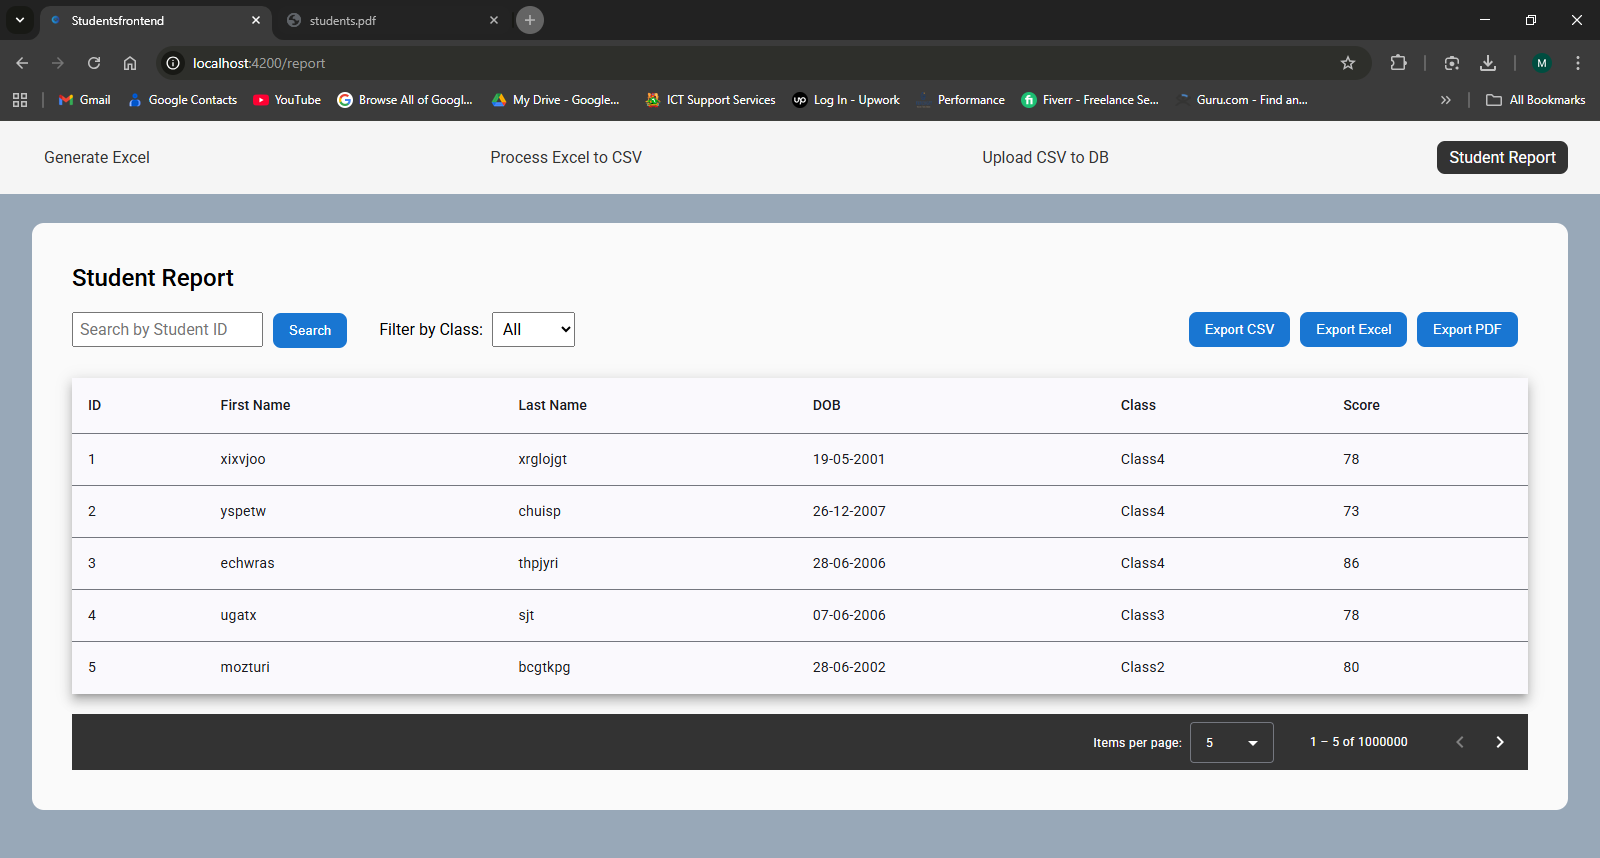 Studentsfrontend
students.pdf
localhost:4200/report
M
Gmail
Google Contacts
YouTube
Browse All of Googl...
My Drive - Google...
ICT Support Services
up
Log In - Upwork
Performance
fi
Fiverr - Freelance Se...
Guru.com - Find an...
All Bookmarks
Generate Excel
Process Excel to CSV
Upload CSV to DB
Student Report
Student Report
Search by Student ID
Search
Filter by Class:
All
Export CSV
Export Excel
Export PDF
ID First Name Last Name DOB Class Score
1 xixvjoo xrglojgt 19-05-2001 Class4 78
2 yspetw chuisp 26-12-2007 Class4 73
3 echwras thpjyri 28-06-2006 Class4 86
4 ugatx sjt 07-06-2006 Class3 78
5 mozturi bcgtkpg 28-06-2002 Class2 80
Items per page: 5 1 – 5 of 1000000